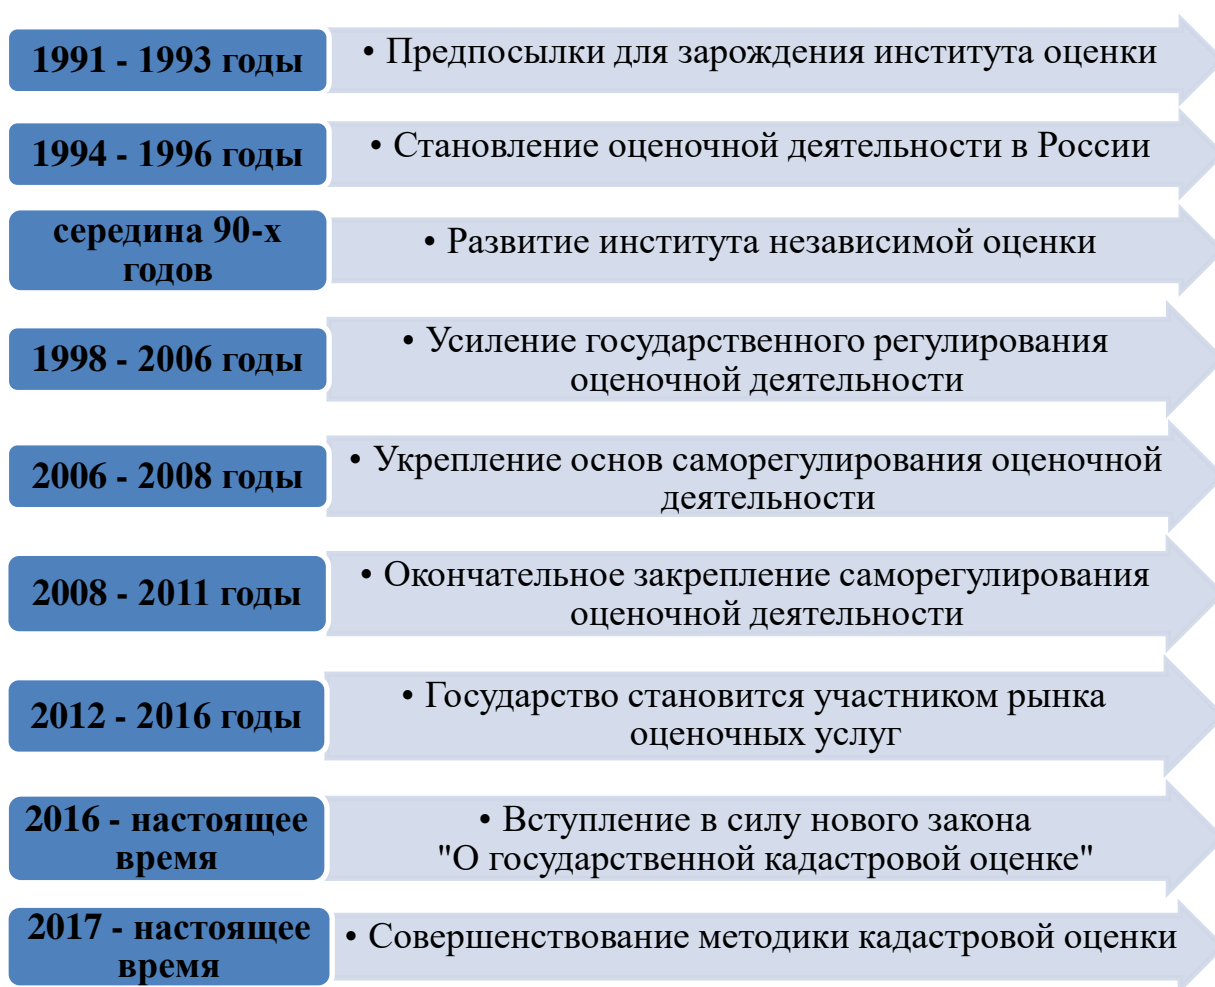 1991 - 1993 годы
• Предпосылки для зарождения института оценки
1994 - 1996 годы
• Становление оценочной деятельности в России
середина 90-х
годов
• Развитие института независимой оценки
1998 - 2006 годы
• Усиление государственного регулирования
оценочной деятельности
2006 - 2008 годы
• Укрепление основ саморегулирования оценочной
деятельности
2008 - 2011 годы
• Окончательное закрепление саморегулирования
оценочной деятельности
2012 - 2016 годы
• Государство становится участником рынка
оценочных услуг
2016 - настоящее
время
• Вступление в силу нового закона
"О государственной кадастровой оценке"
2017 - настоящее
время
• Совершенствование методики кадастровой оценки